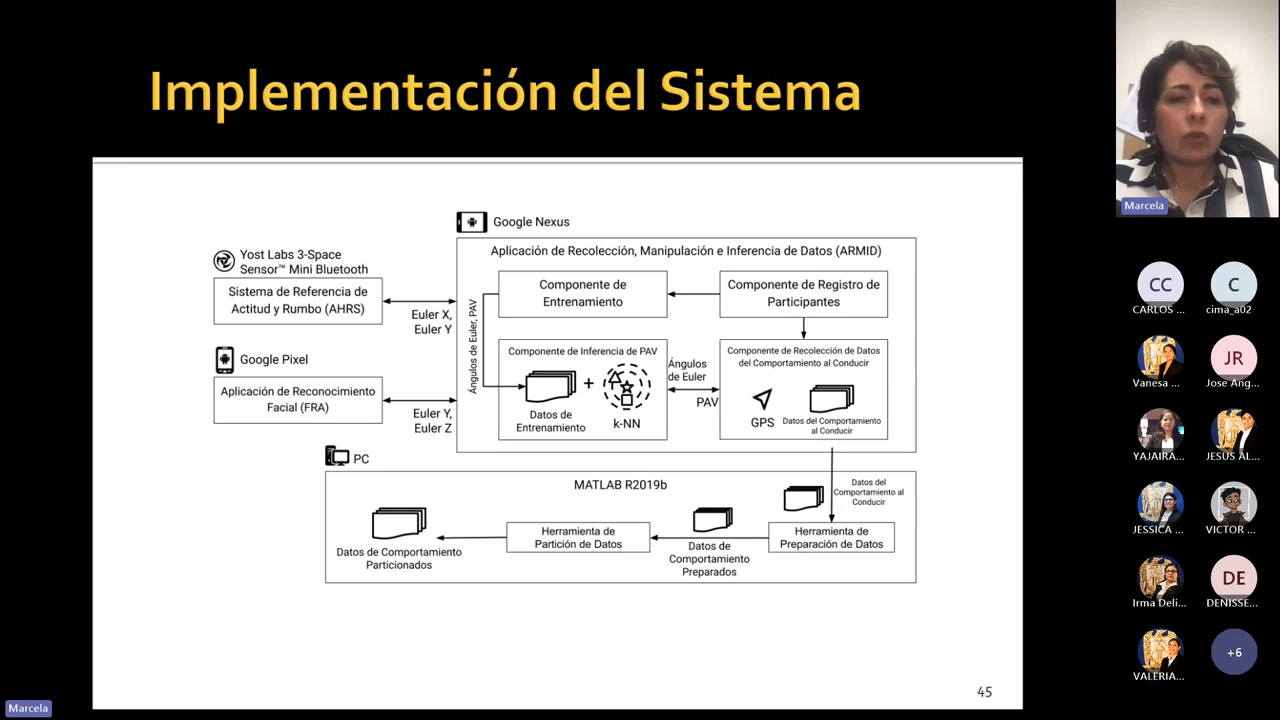 Implementación del Sistema
Google Nexus
Aplicación de Recolección, Manipulación e Inferencia de Datos (ARMID)
Yost Labs 3-Space
Sensor™ Mini Bluetooth
Sistema de Referencia de
Actitud y Rumbo (AHRS)
Euler X,
Euler Y
Google Pixel
Aplicación de Reconocimiento
Facial (FRA)
Euler Y,
Euler Z
Ángulos de Euler, PAV
Componente de
Entrenamiento
Componente de Registro de
Participantes
Componente de Inferencia de PAV
Datos de
Entrenamiento
+
k-NN
Ángulos
de Euler
PAV
Componente de Recolección de Datos
del Comportamiento al Conducir
GPS
Datos del Comportamiento
al Conducir
PC
MATLAB R2019b
Datos del
Comportamiento al
Conducir
Herramienta de
Preparación de Datos
Datos de
Comportamiento
Preparados
Herramienta de
Partición de Datos
Datos de Comportamiento
Particionados
45
Marcela
Marcela
CC
CARLOS ...
C
cima_a02
Vanesa ...
JR
Jose Ang...
YAJAIRA...
JESUS AL...
JESSICA ...
VICTOR ...
Irma Deli...
DE
DENISSE...
VALERIA...
+6